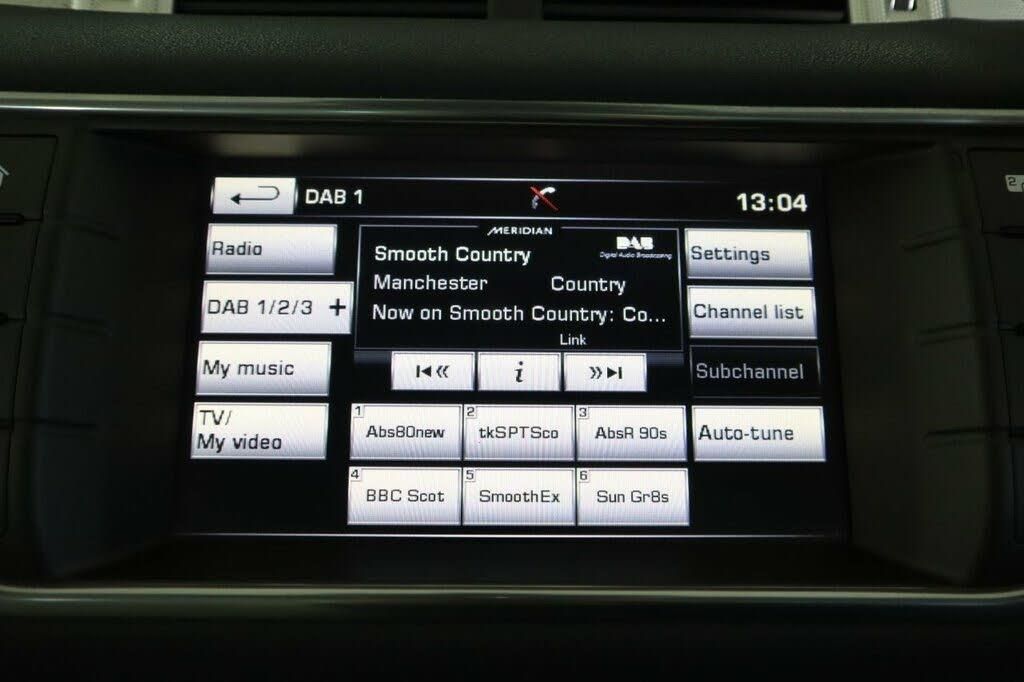 DAB 1
13:04
Radio
DAB 1/2/3 +
My music
TV/
My video
MERIDIAN
DAB
Digital Audio Broadcasting
Smooth Country
Manchester Country
Now on Smooth Country: Co...
Link
i
1 Abs80new
2 tkSPTSco
3 AbsR 90s
4 BBC Scot
5 SmoothEx
6 Sun Gr8s
Settings
Channel list
Subchannel
Auto-tune
2